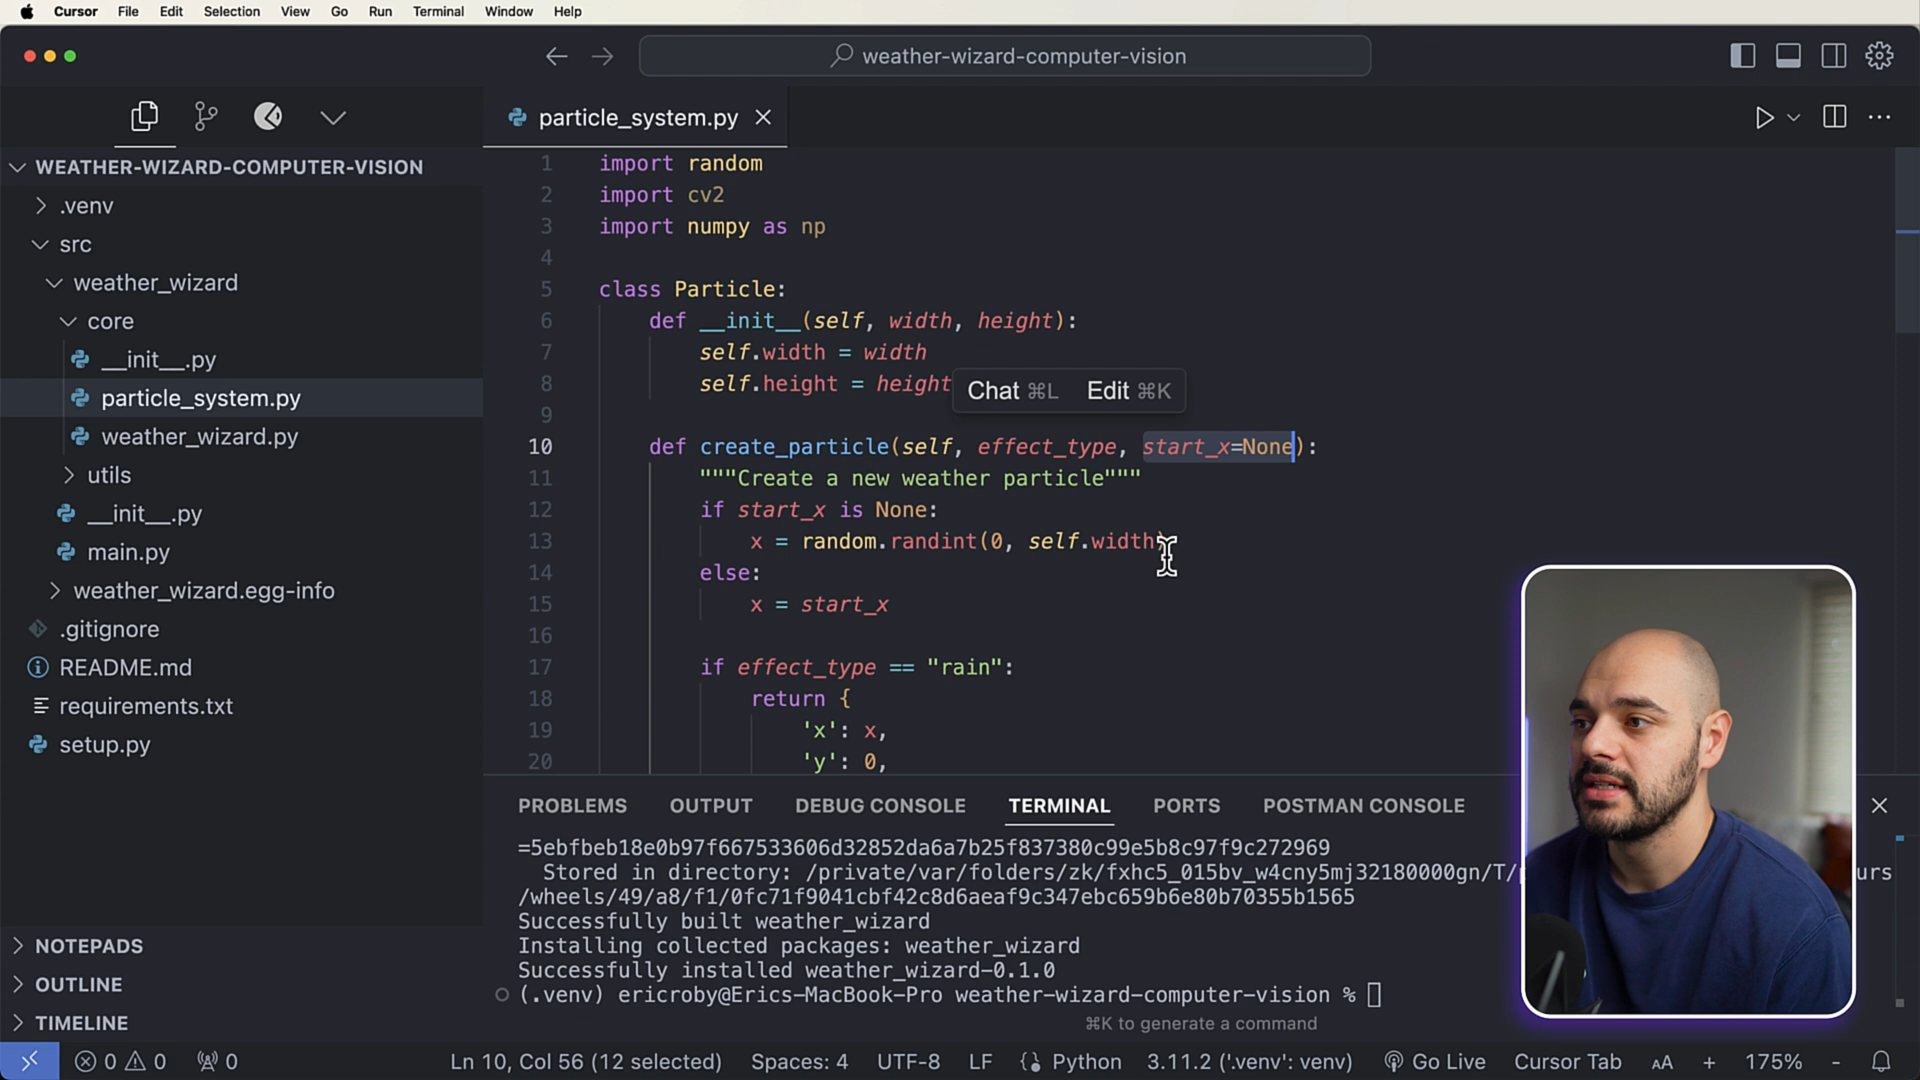 Cursor File Edit Selection View Go Run Terminal Window Help
weather-wizard-computer-vision
particle_system.py
WEATHER-WIZARD-COMPUTER-VISION
.venv
src
weather_wizard
core
__init__.py
particle_system.py
weather_wizard.py
utils
__init__.py
main.py
weather_wizard.egg-info
.gitignore
README.md
requirements.txt
setup.py
NOTEPADS
OUTLINE
TIMELINE
1 import random
2 import cv2
3 import numpy as np
4
5 class Particle:
6 def __init__(self, width, height):
7 self.width = width
8 self.height = height
Chat ⌘L Edit ⌘K
9
10 def create_particle(self, effect_type, start_x=None):
11 """Create a new weather particle"""
12 if start_x is None:
13 x = random.randint(0, self.width)
14 else:
15 x = start_x
16
17 if effect_type == "rain":
18 return {
19 'x': x,
20 'y': 0,
PROBLEMS OUTPUT DEBUG CONSOLE TERMINAL PORTS POSTMAN CONSOLE
=5ebfbeb18e0b97f667533606d32852da6a7b25f837380c99e5b8c97f9c272969
Stored in directory: /private/var/folders/zk/fxhc5_015bv_w4cny5mj32180000gn/T/
/wheels/49/a8/f1/0fc71f9041cbf42c8d6aeaf9c347ebc659b6e80b70355b1565
Successfully built weather_wizard
Installing collected packages: weather_wizard
Successfully installed weather_wizard-0.1.0
(.venv) ericroby@Erics-MacBook-Pro weather-wizard-computer-vision %
⌘K to generate a command
0 0 0 Ln 10, Col 56 (12 selected) Spaces: 4 UTF-8 LF Python 3.11.2 ('.venv': venv) Go Live Cursor Tab AA + 175% -